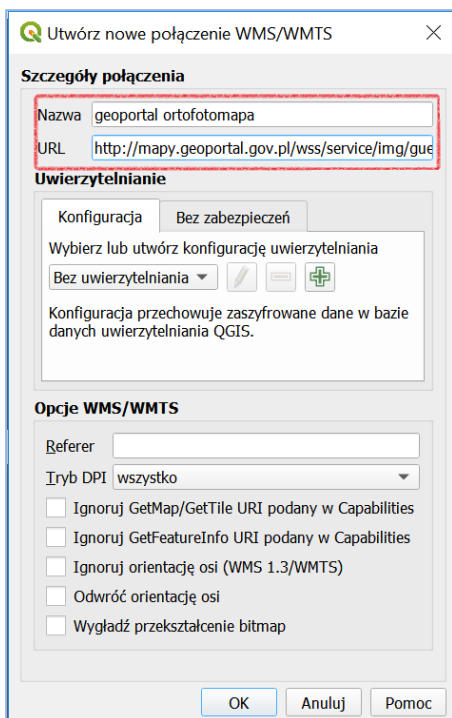 Utwórz nowe połączenie WMS/WMTS
Szczegóły połączenia
Nazwa geoportal ortofotomapa
URL http://mapy.geoportal.gov.pl/wss/service/img/gue
Uwierzytelnianie
Konfiguracja Bez zabezpieczeń
Wybierz lub utwórz konfigurację uwierzytelniania
Bez uwierzytelniania
Konfiguracja przechowuje zaszyfrowane dane w bazie
danych uwierzytelniania QGIS.
Opcje WMS/WMTS
Referer
Tryb DPI wszystko
Ignoruj GetMap/GetTile URI podany w Capabilities
Ignoruj GetFeatureInfo URI podany w Capabilities
Ignoruj orientację osi (WMS 1.3/WMTS)
Odwróć orientację osi
Wygładź przekształcenie bitmap
OK Anuluj Pomoc